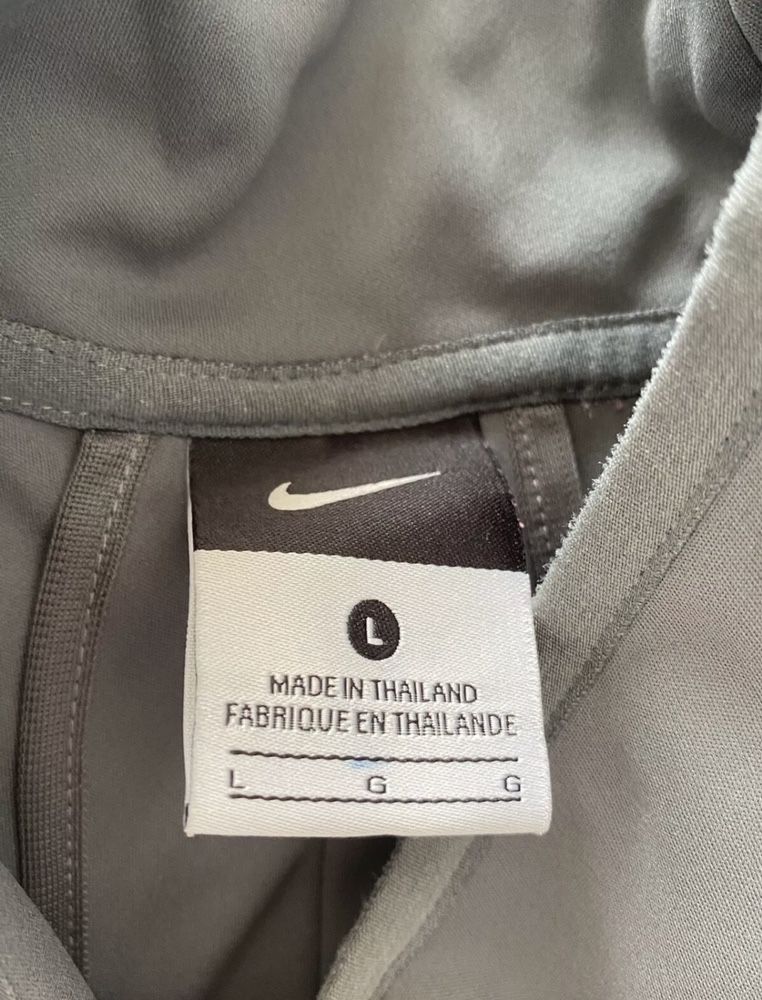 L
MADE IN THAILAND
FABRIQUE EN THAILANDE
L G G